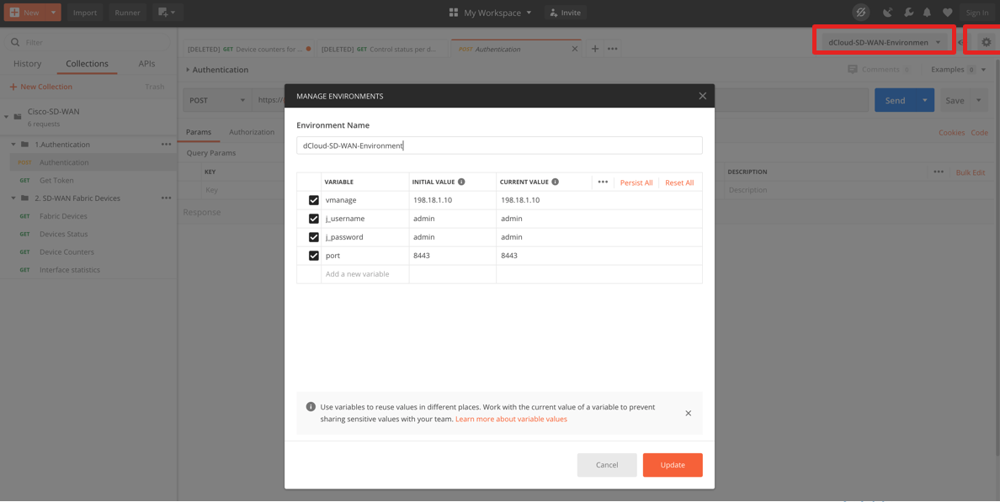 New
Import
Runner
My Workspace
Invite
Sign In
Filter
History
Collections
APIs
New Collection
Trash
Cisco-SD-WAN
6 requests
1.Authentication
POST Authentication
GET Get Token
2. SD-WAN Fabric Devices
GET Fabric Devices
GET Devices Status
GET Device Counters
GET Interface statistics
[DELETED] GET Device counters for ...
[DELETED] GET Control status per d...
POST Authentication
dCloud-SD-WAN-Environmen
Authentication
Comments 0
Examples 0
POST
https://
Send
Save
Params
Authorization
Cookies Code
Query Params
KEY
DESCRIPTION
Bulk Edit
Key
Description
Response
MANAGE ENVIRONMENTS
Environment Name
dCloud-SD-WAN-Environment
VARIABLE INITIAL VALUE CURRENT VALUE Persist All Reset All
vmanage 198.18.1.10 198.18.1.10
j_username admin admin
j_password admin admin
port 8443 8443
Add a new variable
Use variables to reuse values in different places. Work with the current value of a variable to prevent
sharing sensitive values with your team. Learn more about variable values
Cancel
Update